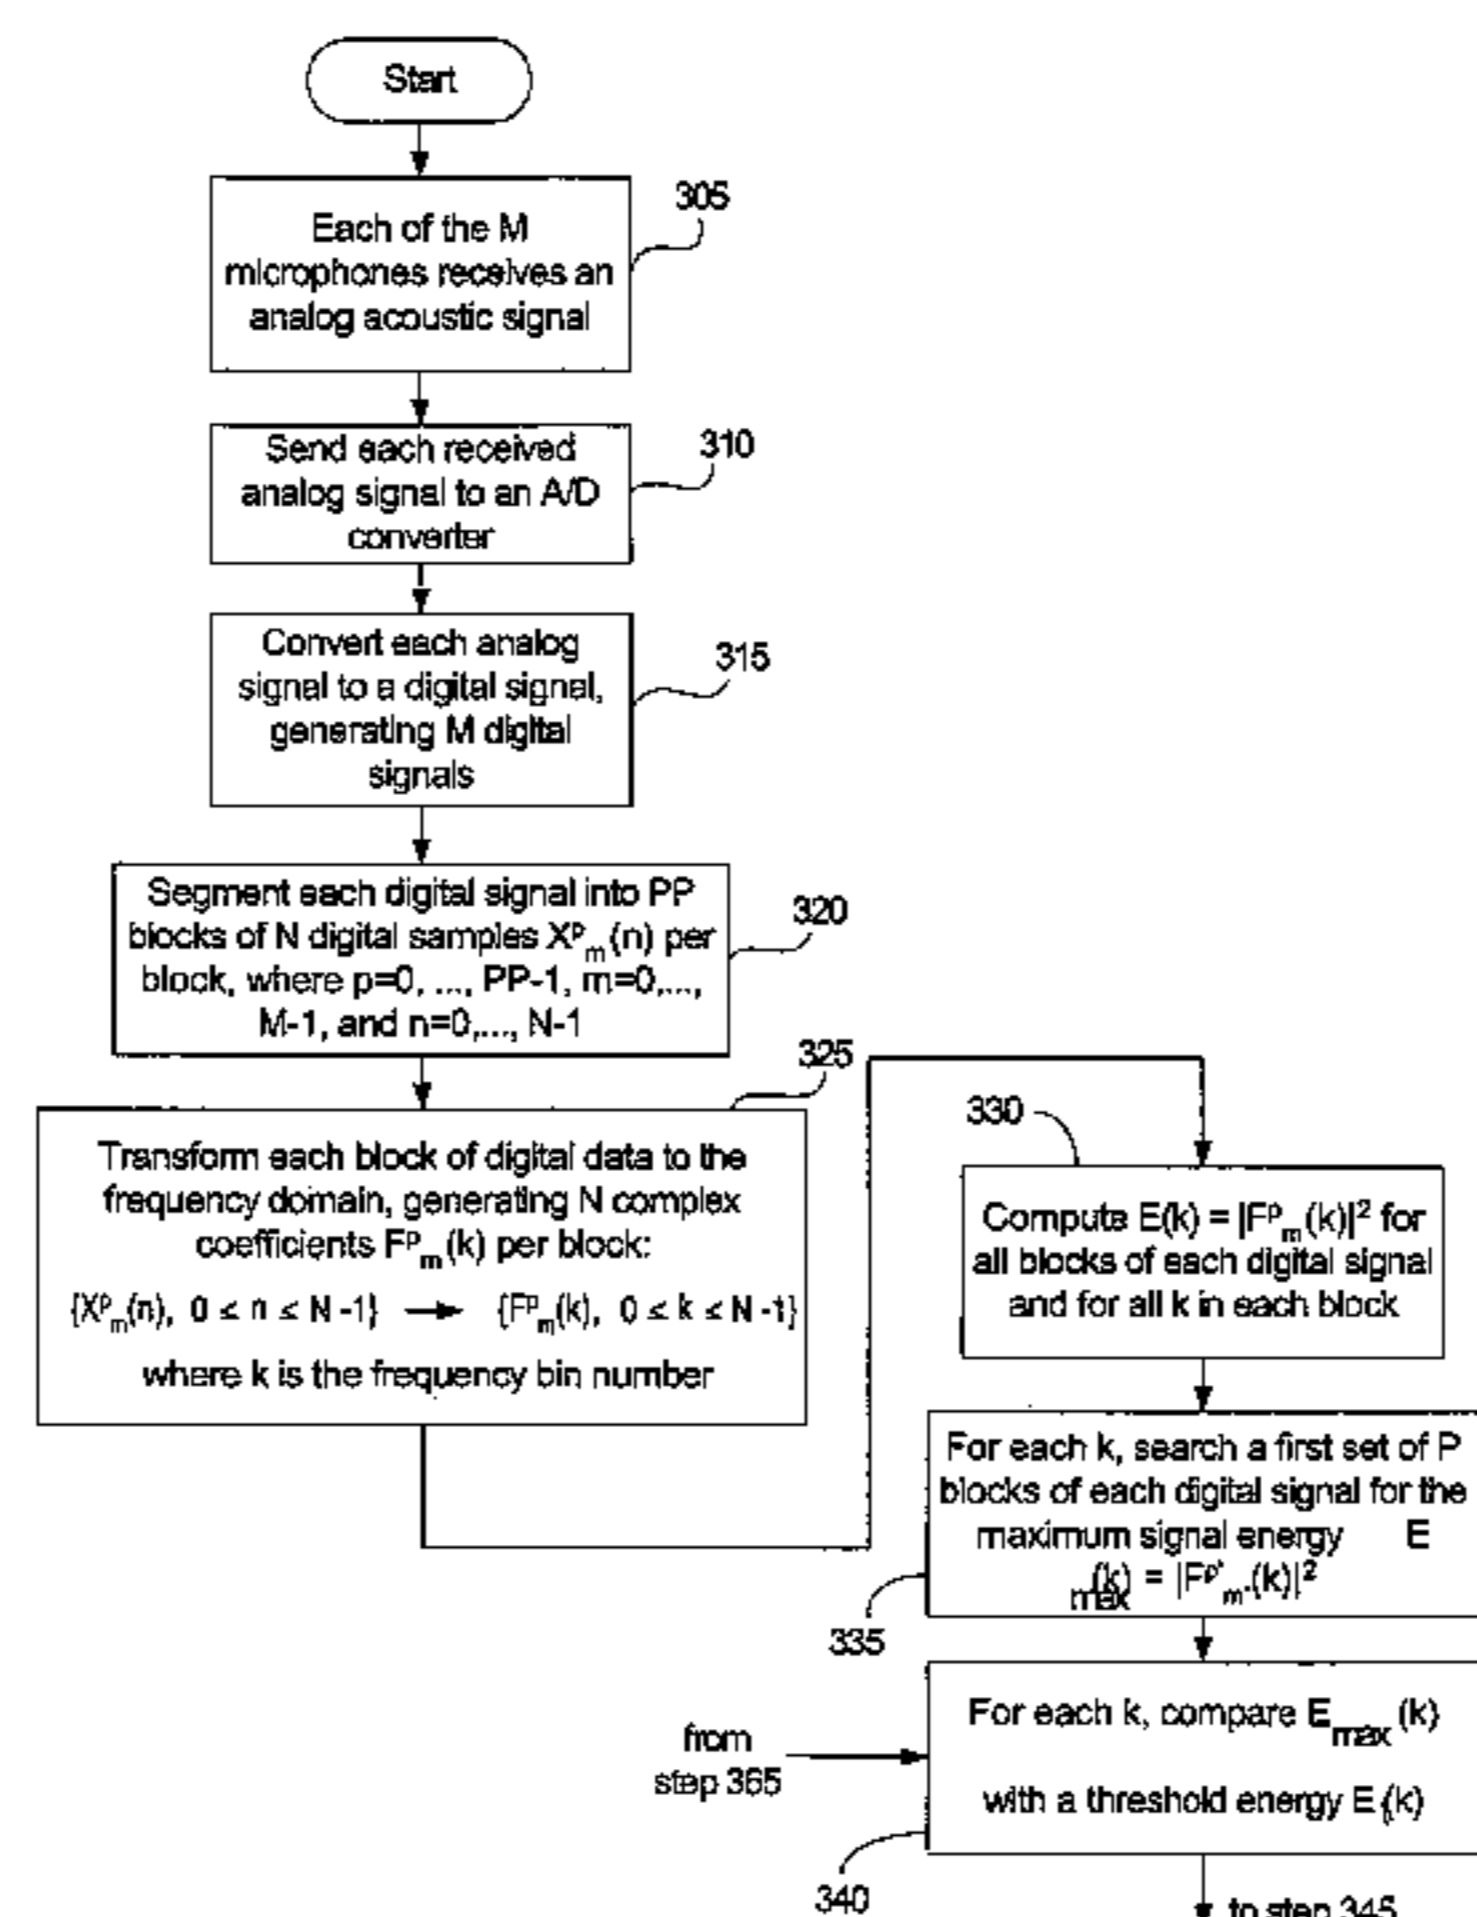 Start
305
Each of the M
microphones receives an
analog acoustic signal
310
Send each received
analog signal to an A/D
converter
315
Convert each analog
signal to a digital signal,
generating M digital
signals
320
Segment each digital signal into PP
blocks of N digital samples Xᵖₘ(n) per
block, where p=0, ..., PP-1, m=0,...,
M-1, and n=0,..., N-1
325
Transform each block of digital data to the
frequency domain, generating N complex
coefficients Fᵖₘ(k) per block:
{Xᵖₘ(n), 0 ≤ n ≤ N -1} → {Fᵖₘ(k), 0 ≤ k ≤ N -1}
where k is the frequency bin number
330
Compute E(k) = |Fᵖₘ(k)|² for
all blocks of each digital signal
and for all k in each block
For each k, search a first set of P
blocks of each digital signal for the
maximum signal energy E
max(k) = |Fᵖ'ₘ'(k)|²
335
For each k, compare Emax (k)
with a threshold energy Eₜ(k)
from
step 365
340
to step 345